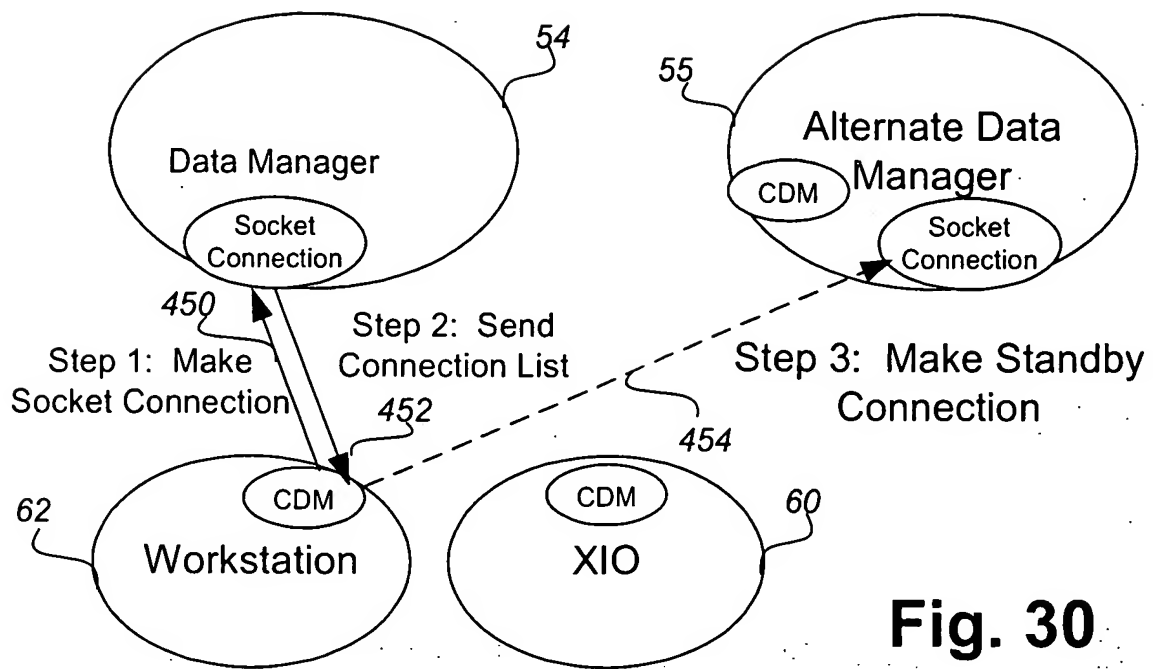 54
55
Data Manager
Socket
Connection
Alternate Data
Manager
CDM
Socket
Connection
450
Step 1: Make
Socket Connection
Step 2: Send
Connection List
452
Step 3: Make Standby
Connection
454
62
CDM
Workstation
CDM
XIO
60
Fig. 30